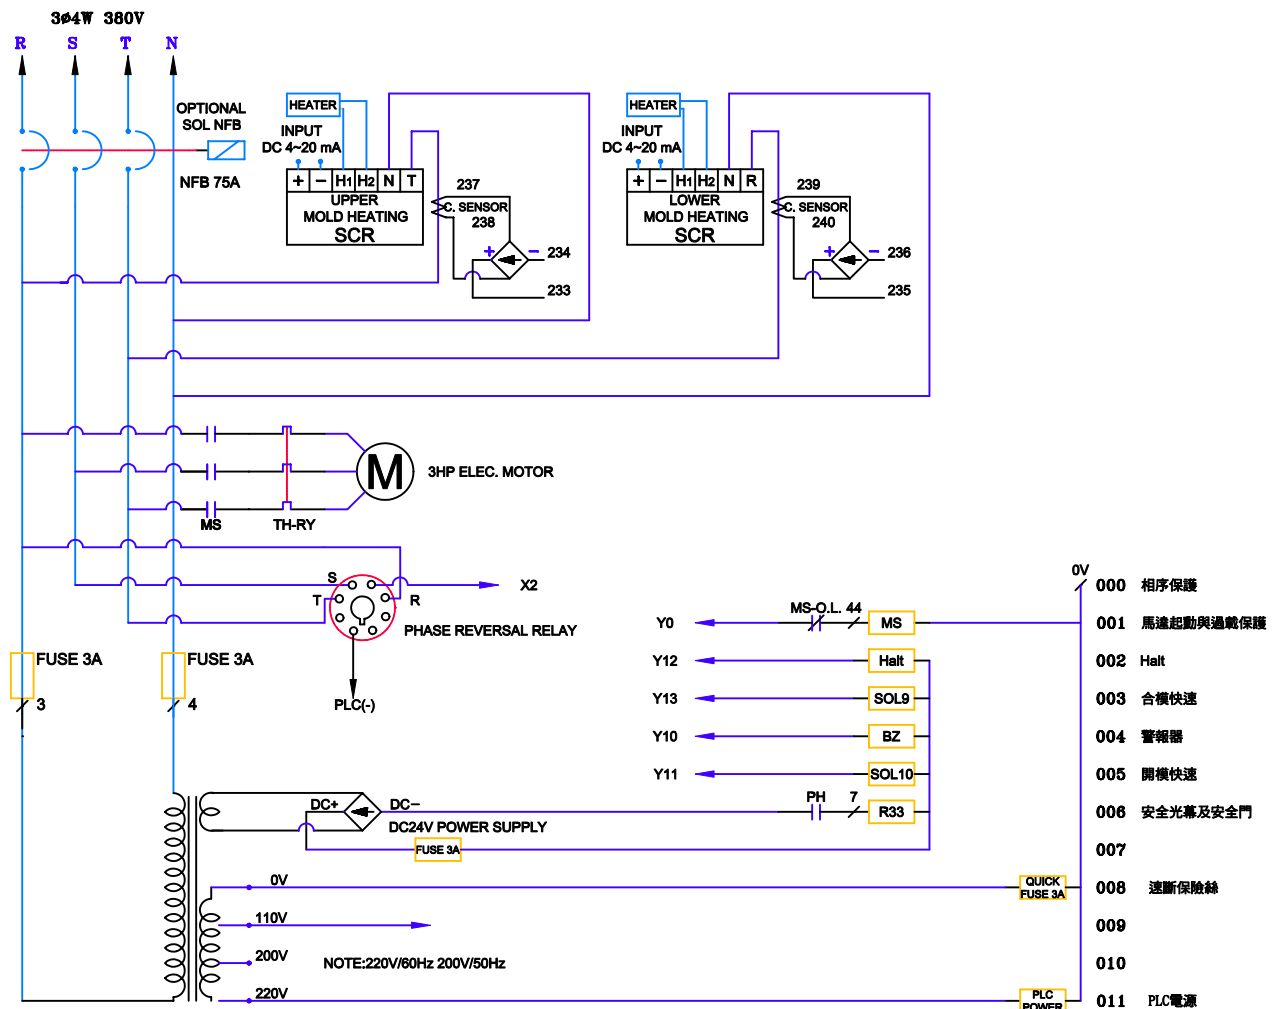 3ø4W 380V
R S T N
OPTIONAL
SOL NFB
NFB 75A
HEATER
INPUT
DC 4~20 mA
+ − H1 H2 N T
UPPER
MOLD HEATING
SCR
237
C. SENSOR
238
+ −
234
233
HEATER
INPUT
DC 4~20 mA
+ − H1 H2 N R
LOWER
MOLD HEATING
SCR
239
C. SENSOR
240
+ −
236
235
M
3HP ELEC. MOTOR
MS
TH-RY
S
X2
T
R
PHASE REVERSAL RELAY
PLC(-)
FUSE 3A
FUSE 3A
3
4
0V
000 相序保護
Y0
MS-O.L. 44
MS
001 馬達起動與過載保護
Y12
Halt
002 Halt
Y13
SOL9
003 合模快速
Y10
BZ
004 警報器
Y11
SOL10
005 開模快速
DC+
DC−
DC24V POWER SUPPLY
PH
7
R33
006 安全光幕及安全門
FUSE 3A
007
0V
QUICK
FUSE 3A
008 速斷保險絲
110V
009
200V
NOTE:220V/60Hz 200V/50Hz
010
220V
PLC
POWER
011 PLC電源